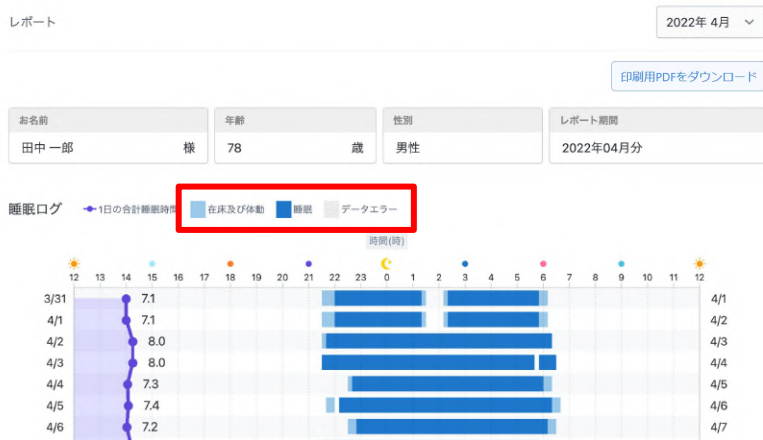 レポート
2022年 4月
印刷用PDFをダウンロード
お名前 年齢 性別 レポート期間
田中 一郎 様 78 歳 男性 2022年04月分
睡眠ログ 1日の合計睡眠時間 在床及び体動 睡眠 データエラー
時間(時)
12 13 14 15 16 17 18 19 20 21 22 23 0 1 2 3 4 5 6 7 8 9 10 11 12
3/31 7.1 4/1
4/1 7.1 4/2
4/2 8.0 4/3
4/3 8.0 4/4
4/4 7.3 4/5
4/5 7.4 4/6
4/6 7.2 4/7